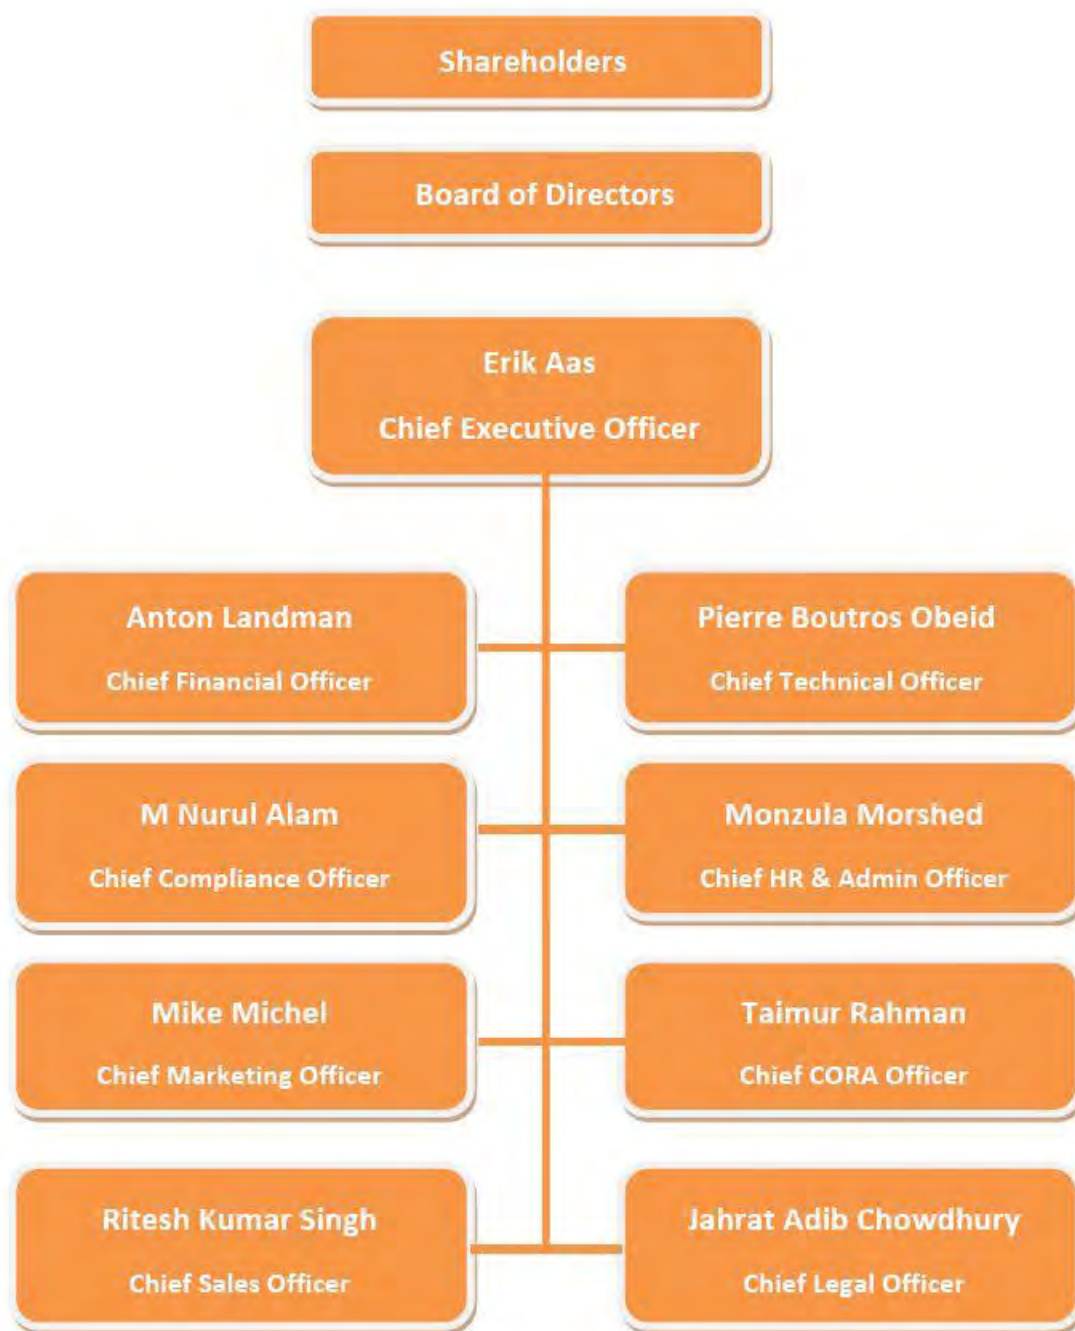 Shareholders
Board of Directors
Erik Aas
Chief Executive Officer
Anton Landman
Chief Financial Officer
Pierre Boutros Obeid
Chief Technical Officer
M Nurul Alam
Chief Compliance Officer
Monzula Morshed
Chief HR & Admin Officer
Mike Michel
Chief Marketing Officer
Taimur Rahman
Chief CORA Officer
Ritesh Kumar Singh
Chief Sales Officer
Jahrat Adib Chowdhury
Chief Legal Officer